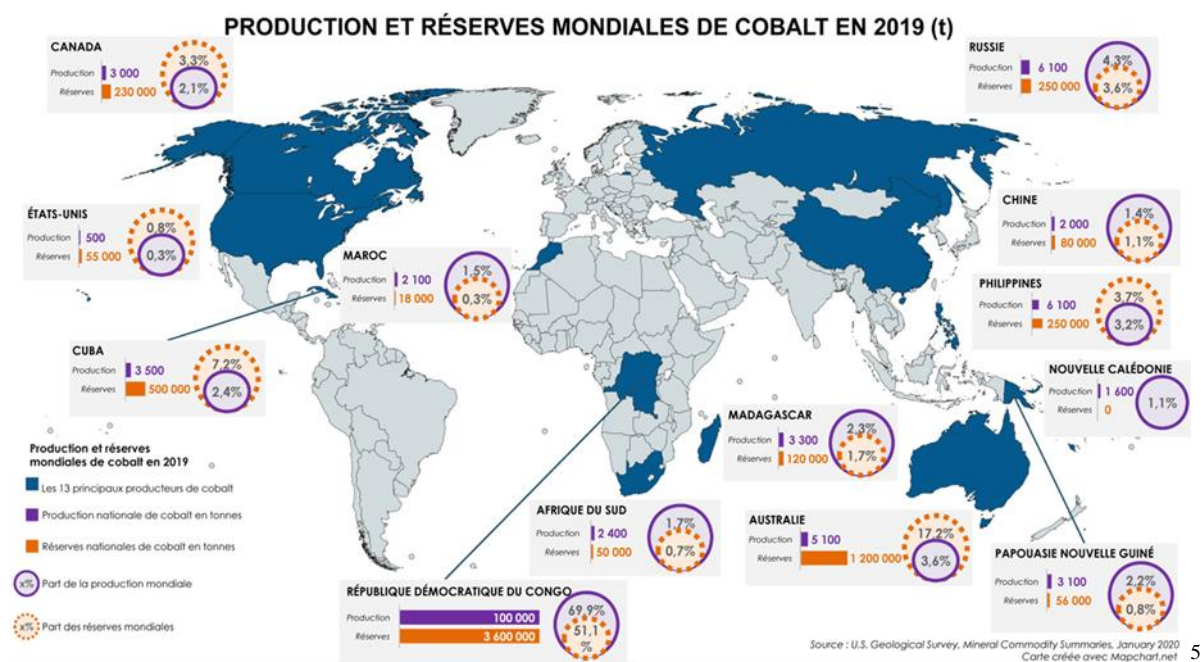 PRODUCTION ET RÉSERVES MONDIALES DE COBALT EN 2019 (t)
CANADA
Production 3 000
Réserves 230 000
3,3%
2,1%
RUSSIE
Production 6 100
Réserves 250 000
4,3%
3,6%
ÉTATS-UNIS
Production 500
Réserves 55 000
0,8%
0,3%
MAROC
Production 2 100
Réserves 18 000
1,5%
0,3%
CHINE
Production 2 000
Réserves 80 000
1,4%
1,1%
PHILIPPINES
Production 6 100
Réserves 250 000
3,7%
3,2%
CUBA
Production 3 500
Réserves 500 000
7,2%
2,4%
NOUVELLE CALÉDONIE
Production 1 600
Réserves 0
1,1%
MADAGASCAR
Production 3 300
Réserves 120 000
2,3%
1,7%
Production et réserves
mondiales de cobalt en 2019
Les 13 principaux producteurs de cobalt
Production nationale de cobalt en tonnes
Réserves nationales de cobalt en tonnes
x% Part de la production mondiale
x% Part des réserves mondiales
AFRIQUE DU SUD
Production 2 400
Réserves 50 000
1,7%
0,7%
AUSTRALIE
Production 5 100
Réserves 1 200 000
17,2%
3,6%
PAPOUASIE NOUVELLE GUINÉ
Production 3 100
Réserves 56 000
2,2%
0,8%
RÉPUBLIQUE DÉMOCRATIQUE DU CONGO
Production 100 000
Réserves 3 600 000
69,9%
51,1
%
Source : U.S. Geological Survey, Mineral Commodity Summaries, January 2020
Carte créée avec Mapchart.net
5